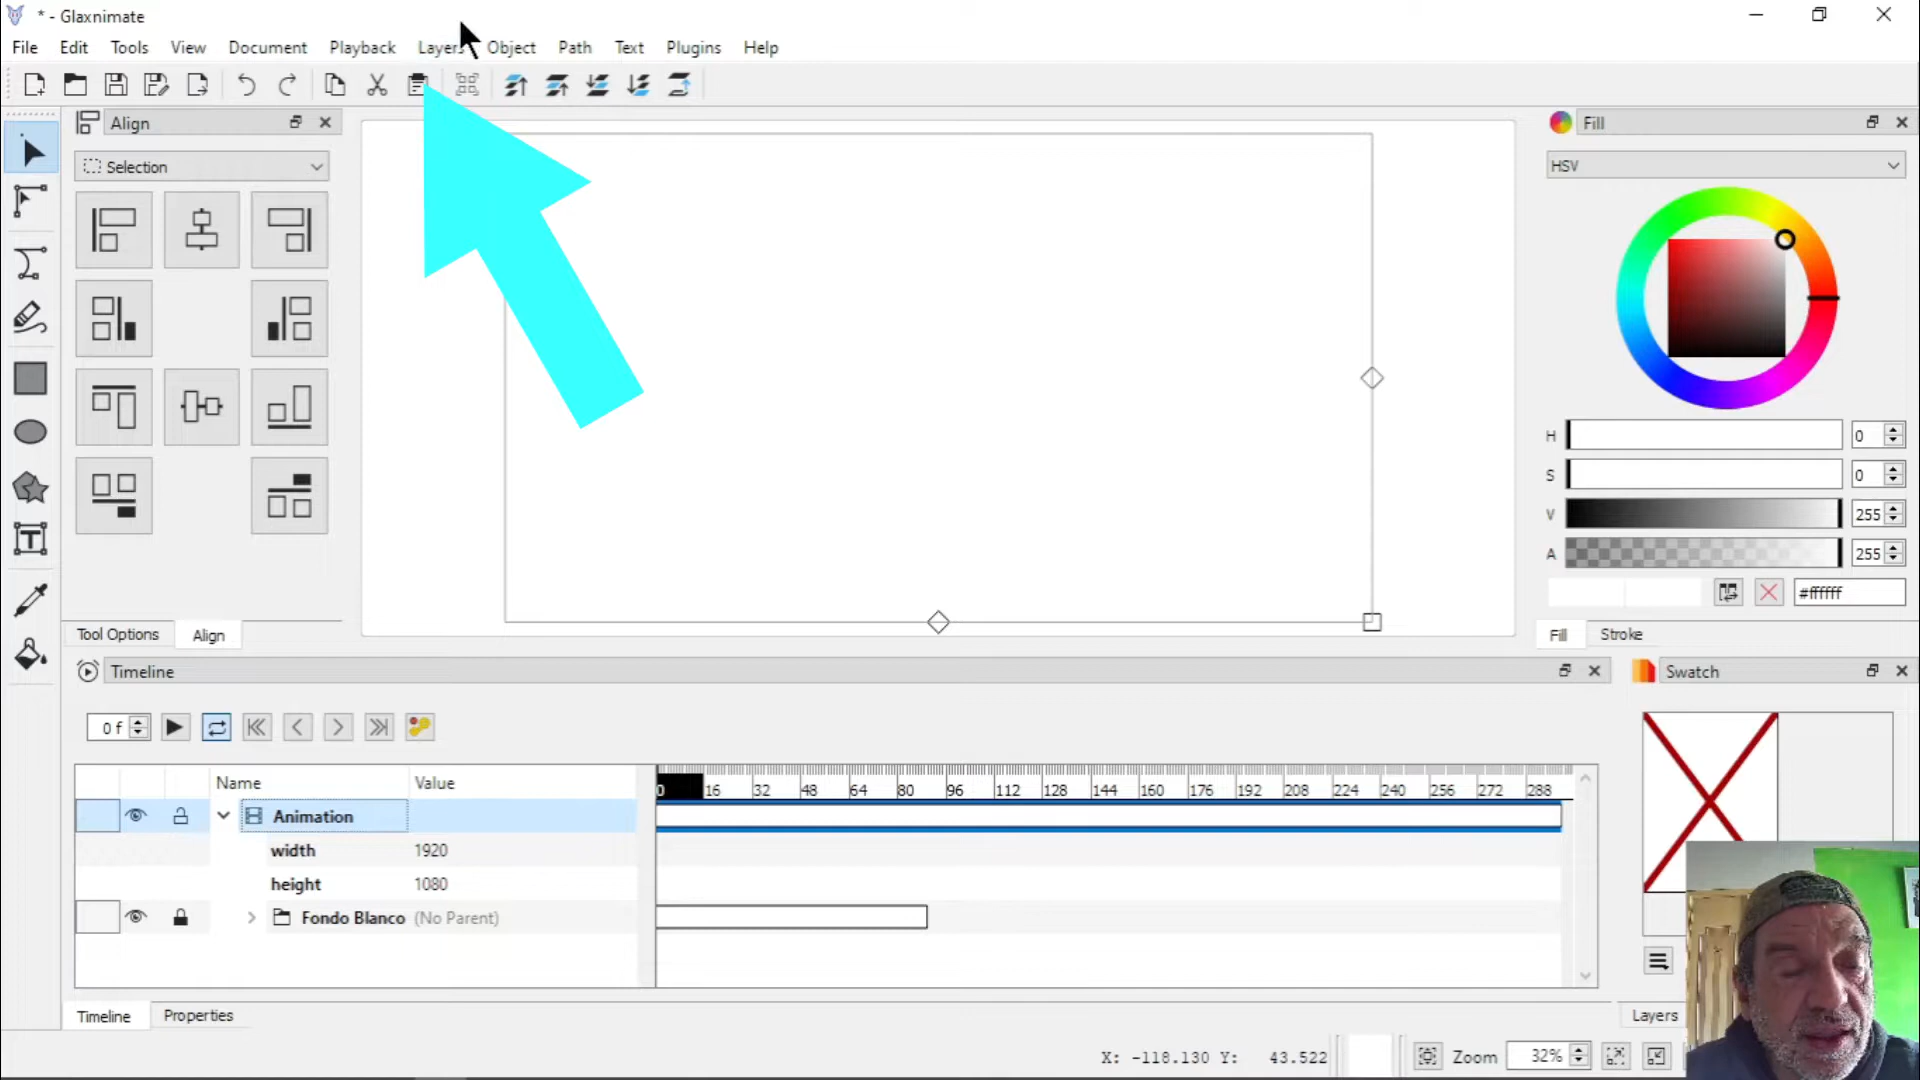 * - Glaxnimate
File Edit Tools View Document Playback Layers Object Path Text Plugins Help
Align
Fill
Selection
HSV
H 0
S 0
V 255
A 255
#ffffff
Tool Options Align
Fill Stroke
Timeline
Swatch
0 f
Name Value
0 16 32 48 64 80 96 112 128 144 160 176 192 208 224 240 256 272 288
Animation
width 1920
height 1080
Fondo Blanco (No Parent)
Timeline Properties
Layers
X: -118.130 Y: 43.522
Zoom 32%